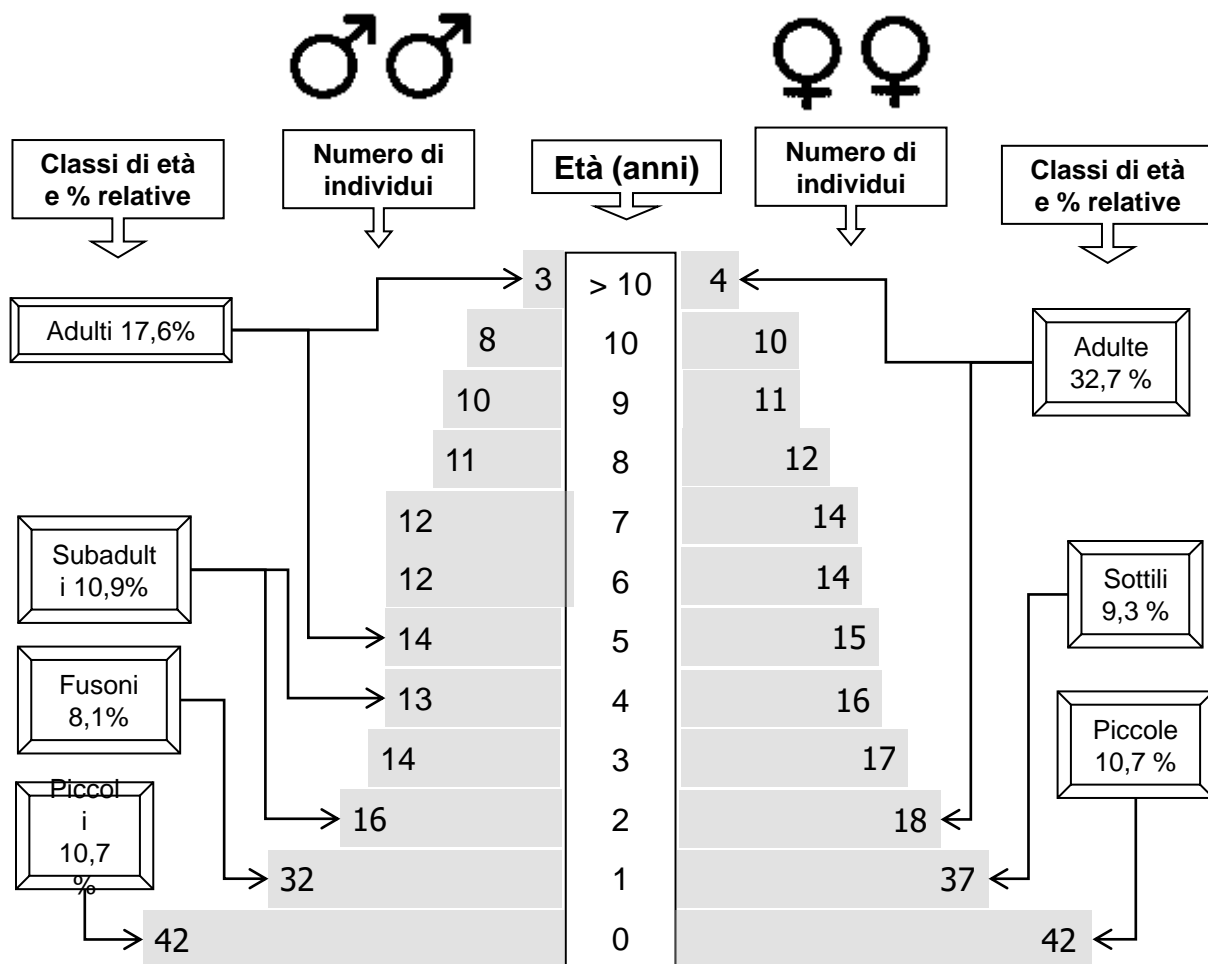 Classi di età
e % relative
Numero di
individui
Età (anni)
Numero di
individui
Classi di età
e % relative
3
> 10
4
Adulti 17,6%
8
10
10
Adulte
32,7 %
10
9
11
11
8
12
12
7
14
Subadult
i 10,9%
12
6
14
Sottili
9,3 %
14
5
15
Fusoni
8,1%
13
4
16
Piccole
10,7 %
14
3
17
Piccol
i
10,7
%
16
2
18
32
1
37
42
0
42